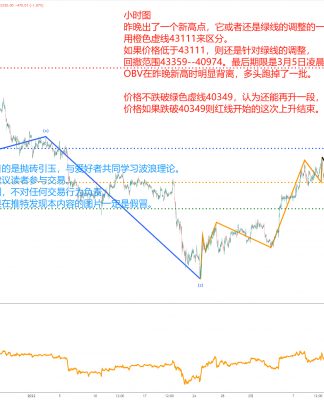 小时图
昨晚出了一个新高点，它或者还是绿线的调整的一
用橙色虚线43111来区分。
如果价格低于43111，则还是针对绿线的调整，
回撤范围43359--40974。最后期限是3月5日凌晨
OBV在昨晚新高时明显背离，多头跑掉了一批。
价格不跌破绿色虚线40349，认为还能再升一段，
价格如果跌破40349则红线开始的这次上升结束。
的是抛砖引玉，与爱好者共同学习波浪理论。
议读者参与交易。
，不对任何交易行为负责。
在推特发现本内容的图片一定是假冒。